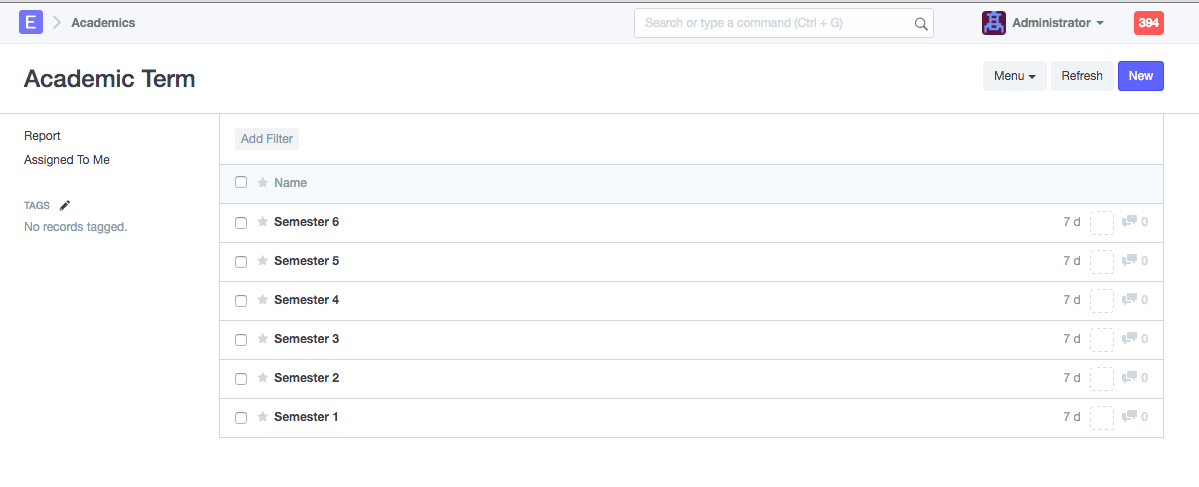 E Academics Search or type a command (Ctrl + G) Administrator 394
Academic Term Menu Refresh New
Report
Assigned To Me
TAGS
No records tagged.
Add Filter
Name
Semester 6 7 d 0
Semester 5 7 d 0
Semester 4 7 d 0
Semester 3 7 d 0
Semester 2 7 d 0
Semester 1 7 d 0